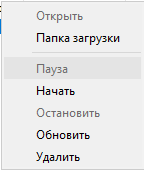 Открыть
Папка загрузки
Пауза
Начать
Остановить
Обновить
Удалить